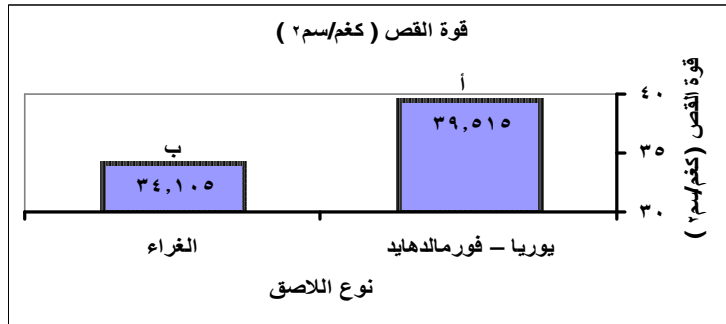 قوة القص ( كغم/سم٢ )
قوة القص (كغم/سم٢ )
٤٠
٣٥
٣٠
أ
٣٩,٥١٥
ب
٣٤,١٠٥
يوريا – فورمالدهايد
الغراء
نوع اللاصق